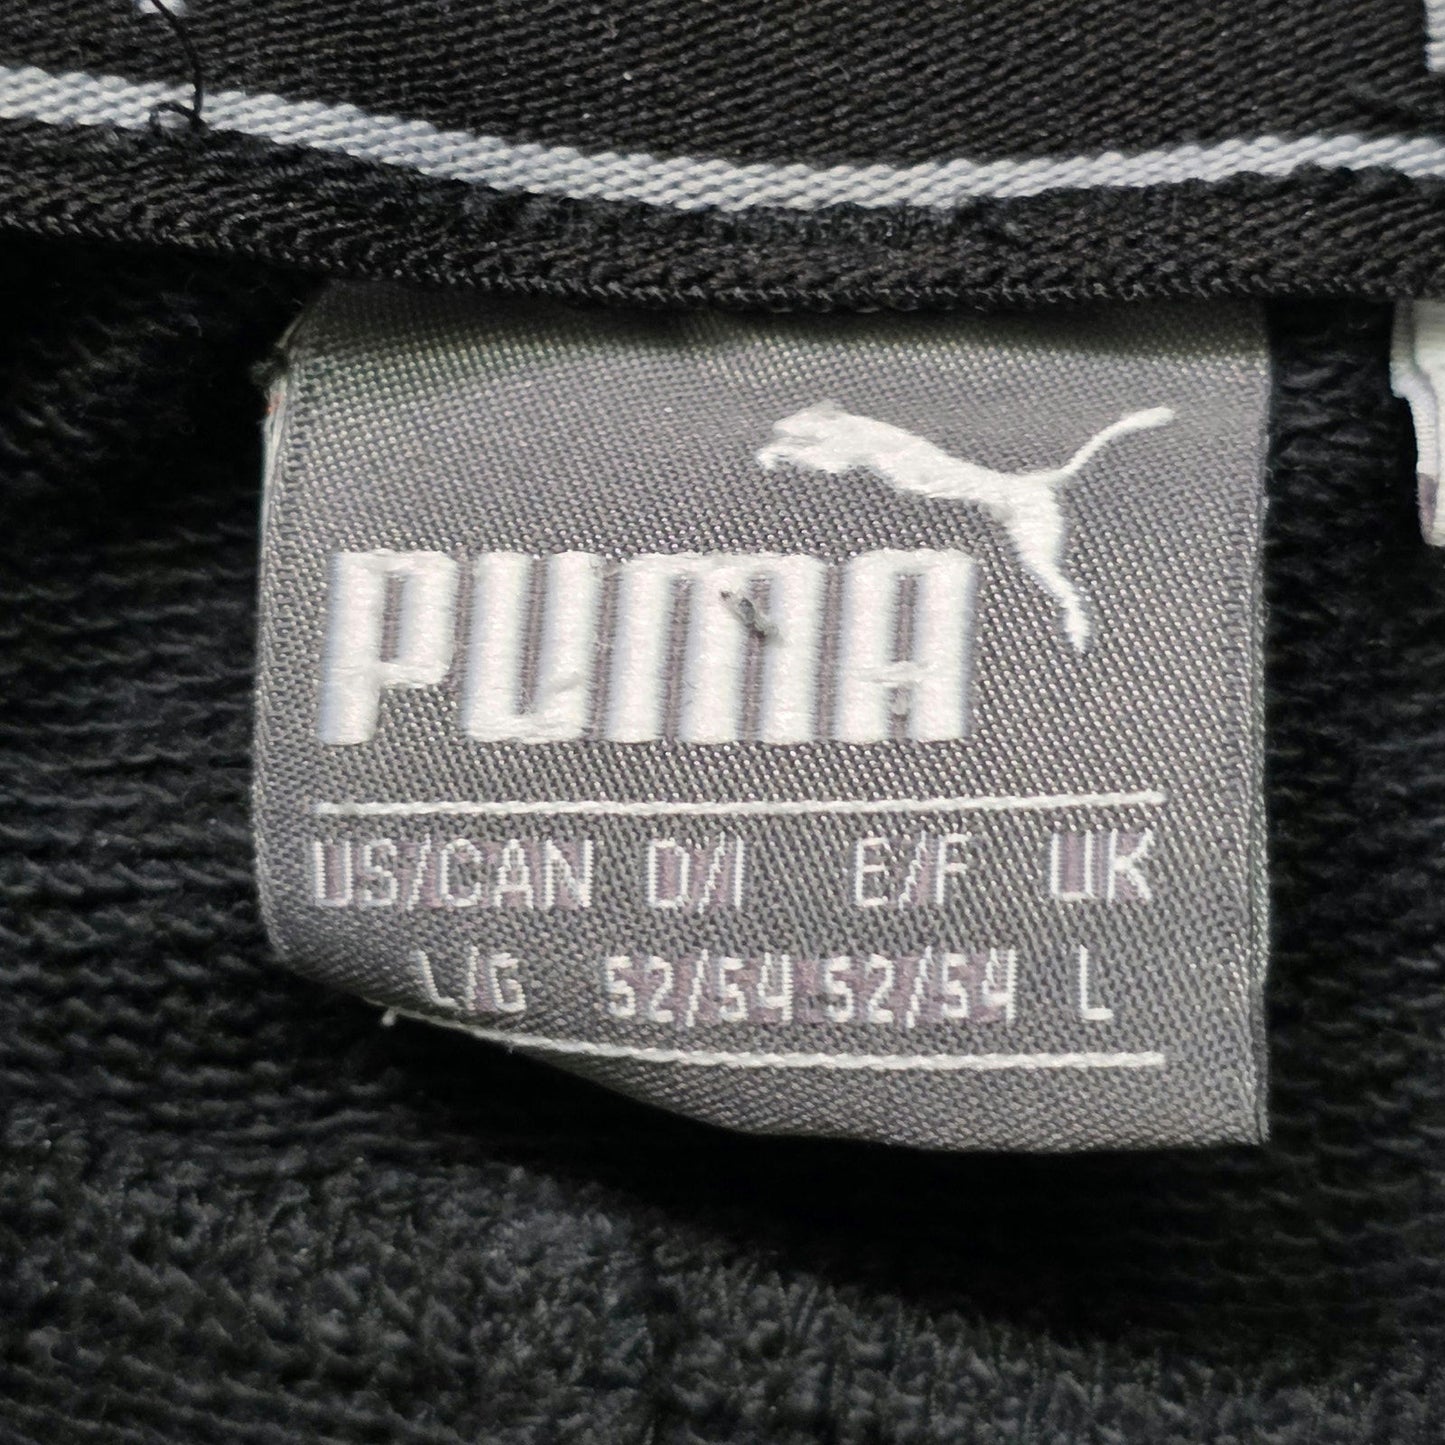 PUMA
US/CAN D/I E/F UK
L/G 52/54 52/54 L